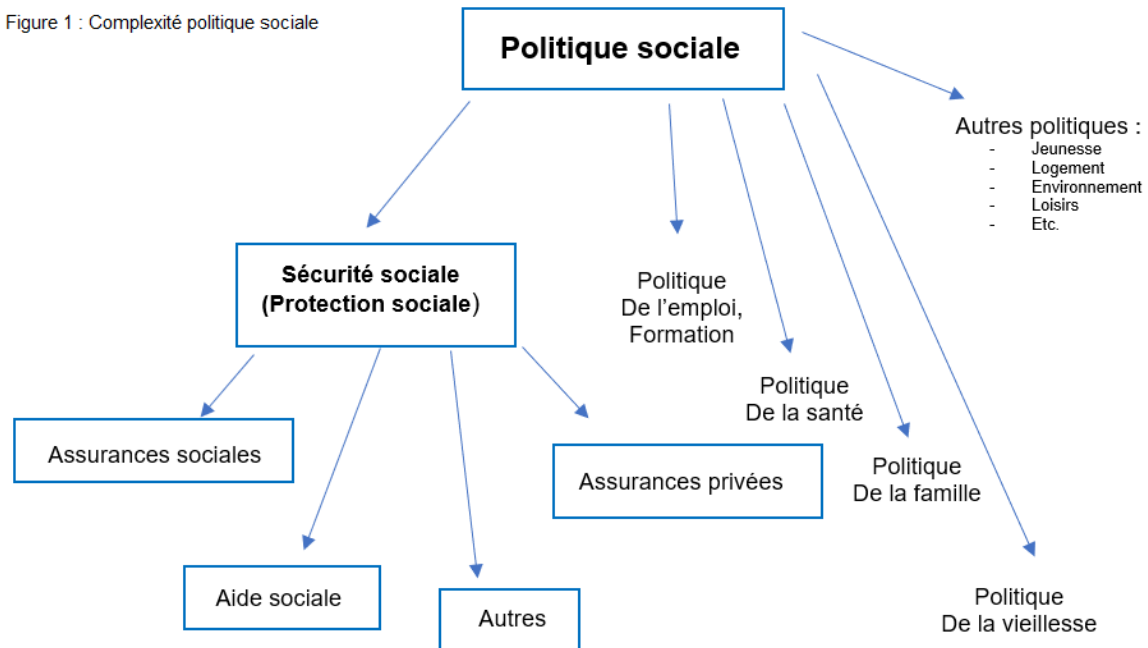 Figure 1 : Complexité politique sociale
Politique sociale
Autres politiques :
- Jeunesse
- Logement
- Environnement
- Loisirs
- Etc.
Sécurité sociale
(Protection sociale)
Politique
De l'emploi,
Formation
Politique
De la santé
Politique
De la famille
Politique
De la vieillesse
Assurances sociales
Assurances privées
Aide sociale
Autres